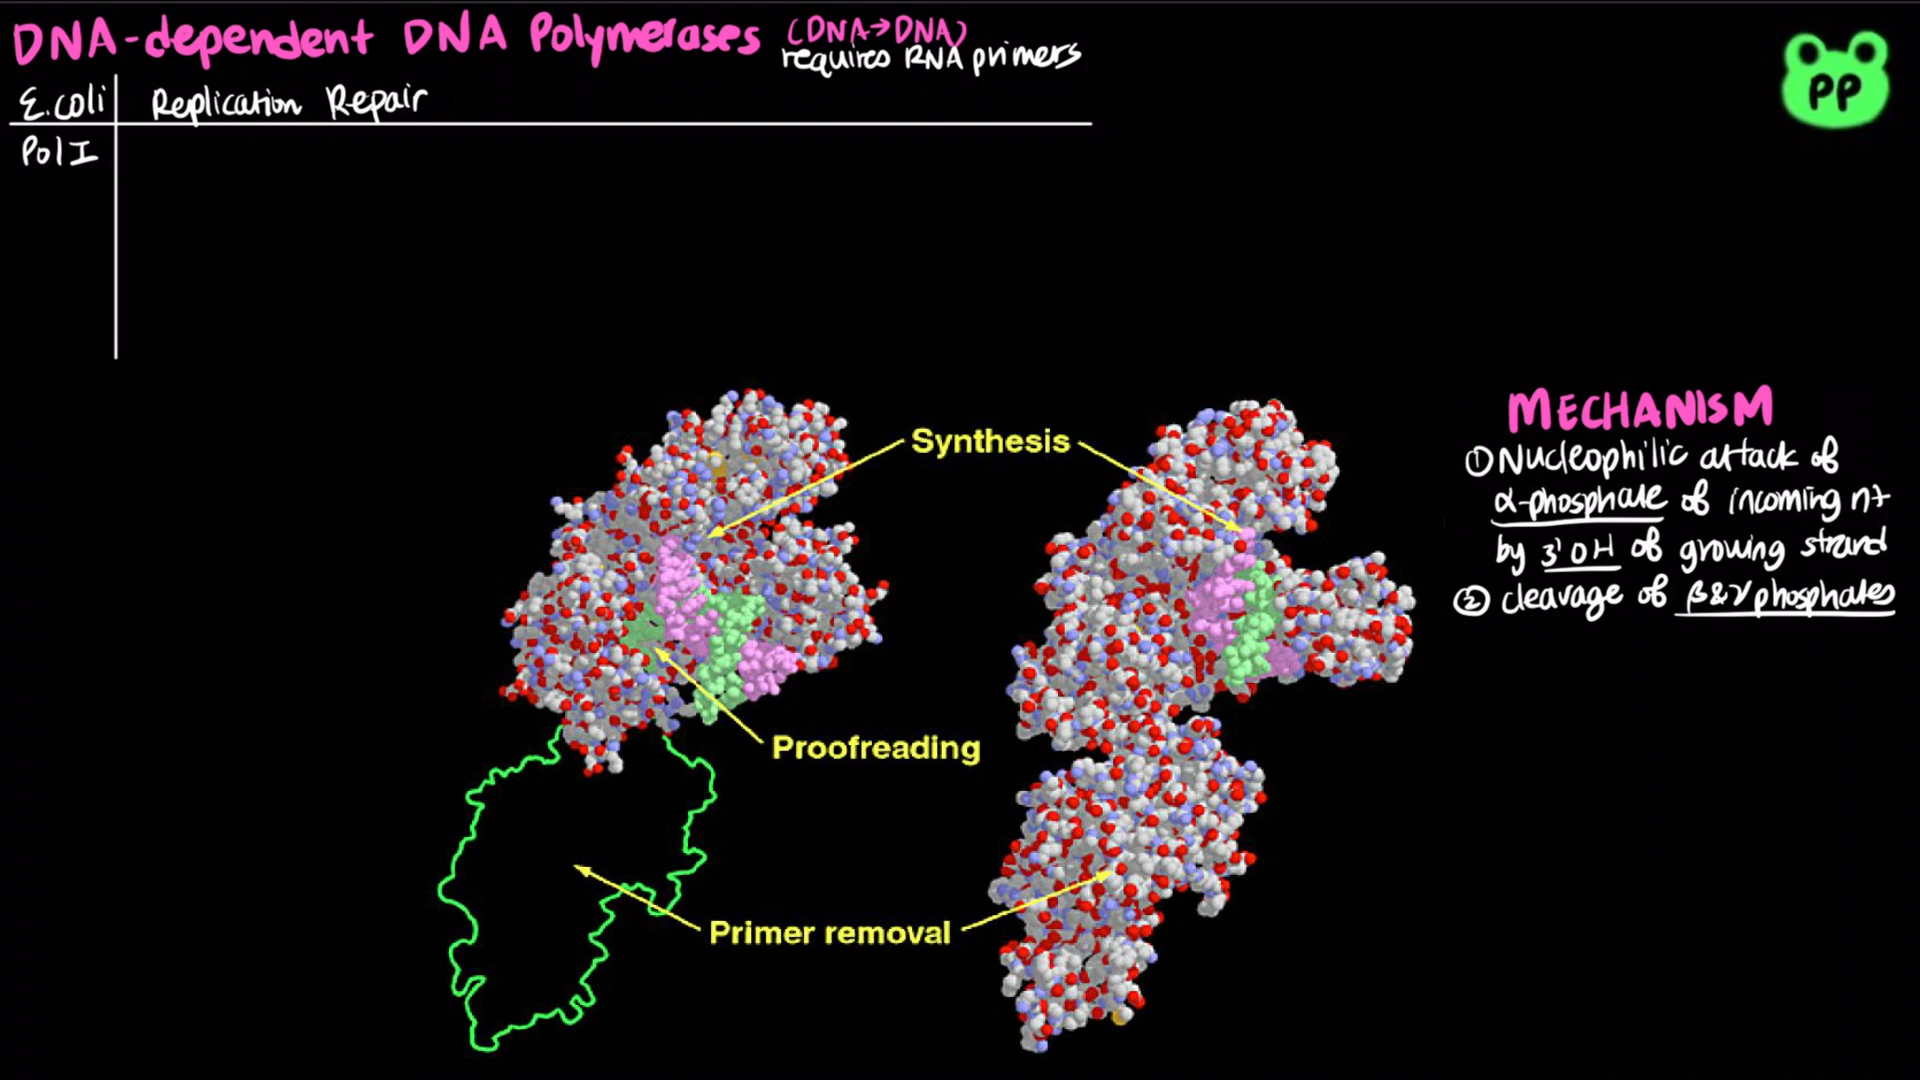 DNA-dependent DNA Polymerases (DNA→DNA)
requires RNA primers
PP
E.coli Replication Repair
Pol I
MECHANISM
Synthesis
① Nucleophilic attack of
α-phosphate of incoming nt
by 3' OH of growing strand
② cleavage of β&γ phosphates
Proofreading
Primer removal